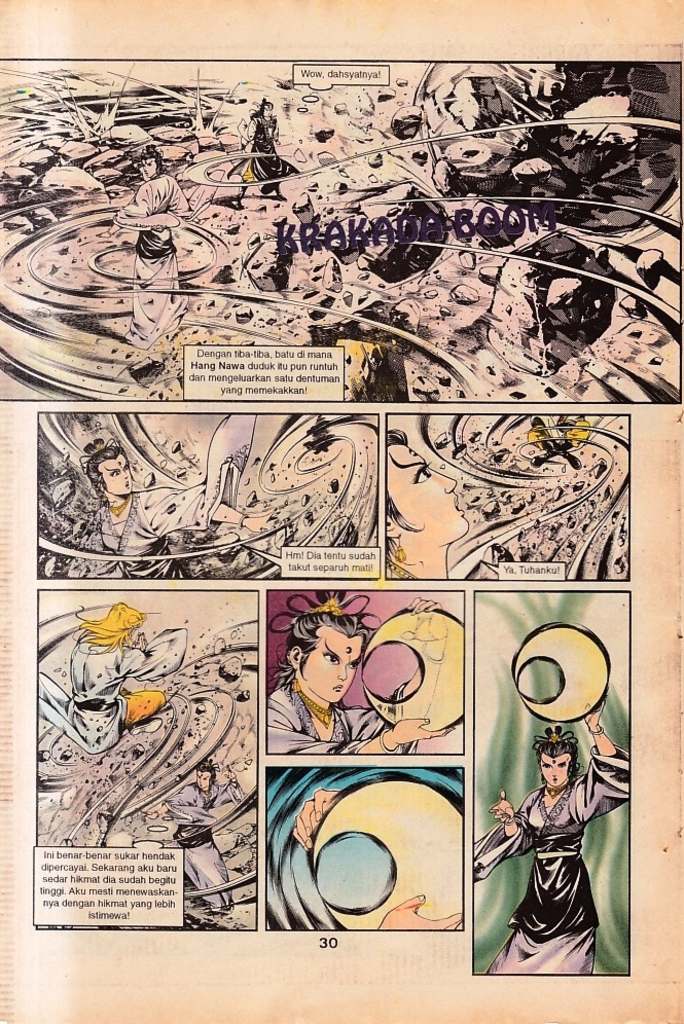 Wow, dahsyatnya!
KRAKADA BOOM
Dengan tiba-tiba, batu di mana
Hang Nawa duduk itu pun runtuh
dan mengeluarkan satu dentuman
yang memekakkan!
Hm! Dia tentu sudah
takut separuh mati!
Ya, Tuhanku!
Ini benar-benar sukar hendak
dipercayai. Sekarang aku baru
sedar hikmat dia sudah begitu
tinggi. Aku mesti menewaskan-
nya dengan hikmat yang lebih
istimewa!
30